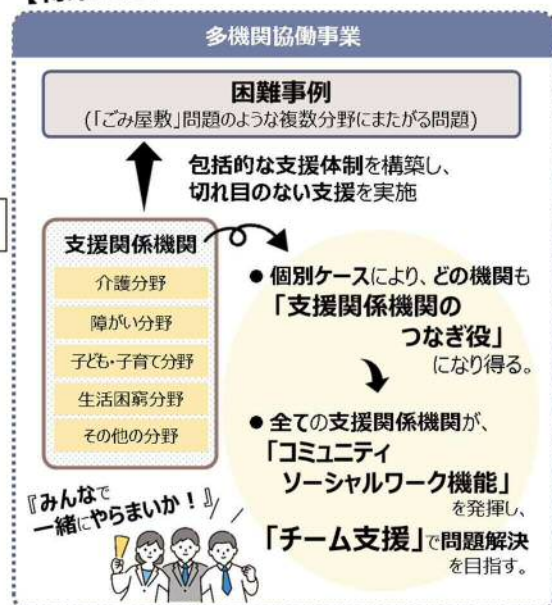 多機関協働事業
困難事例
(「ごみ屋敷」問題のような複数分野にまたがる問題)
包括的な支援体制を構築し、
切れ目のない支援を実施
支援関係機関
介護分野
障がい分野
子ども・子育て分野
生活困窮分野
その他の分野
● 個別ケースにより、どの機関も
「支援関係機関の
つなぎ役」
になり得る。
● 全ての支援関係機関が、
「コミュニティ
ソーシャルワーク機能」
を発揮し、
「チーム支援」で問題解決
を目指す。
『みんなで
一緒にやらまいか！』